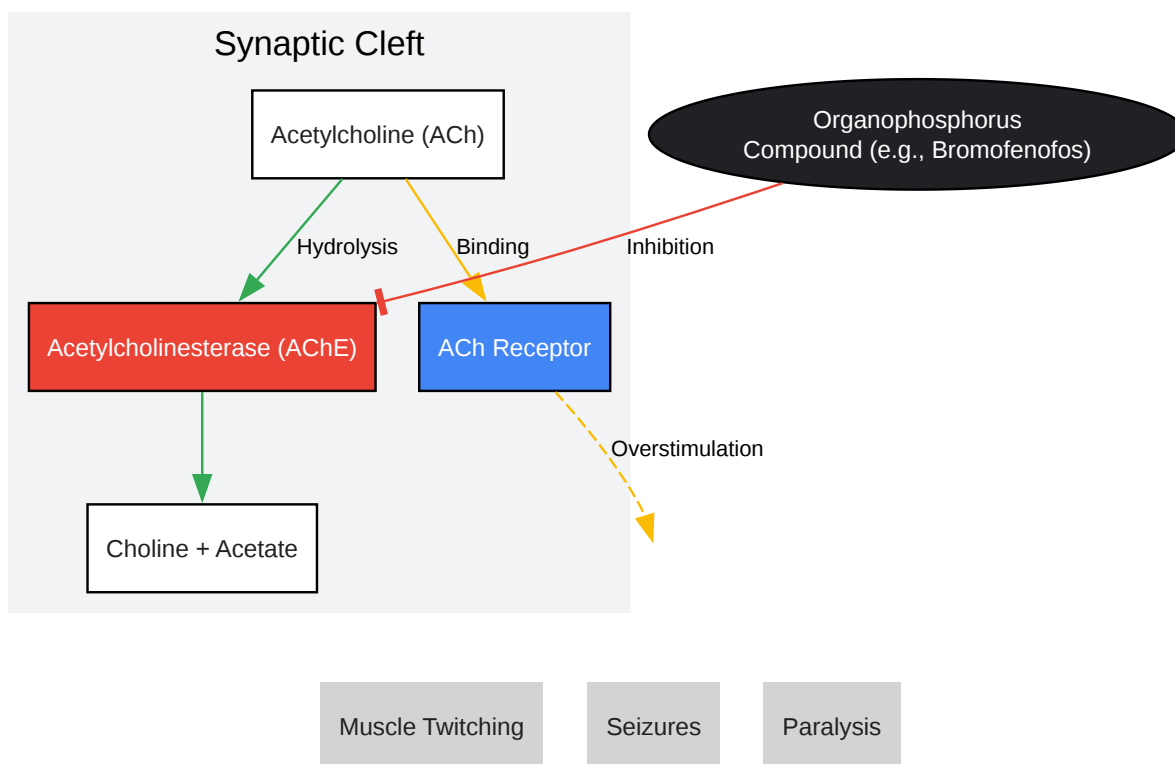 Synaptic Cleft
Acetylcholine (ACh)
Organophosphorus
Compound (e.g., Bromofenofos)
Hydrolysis
Binding
Inhibition
Acetylcholinesterase (AChE)
ACh Receptor
Overstimulation
Choline + Acetate
Muscle Twitching
Seizures
Paralysis